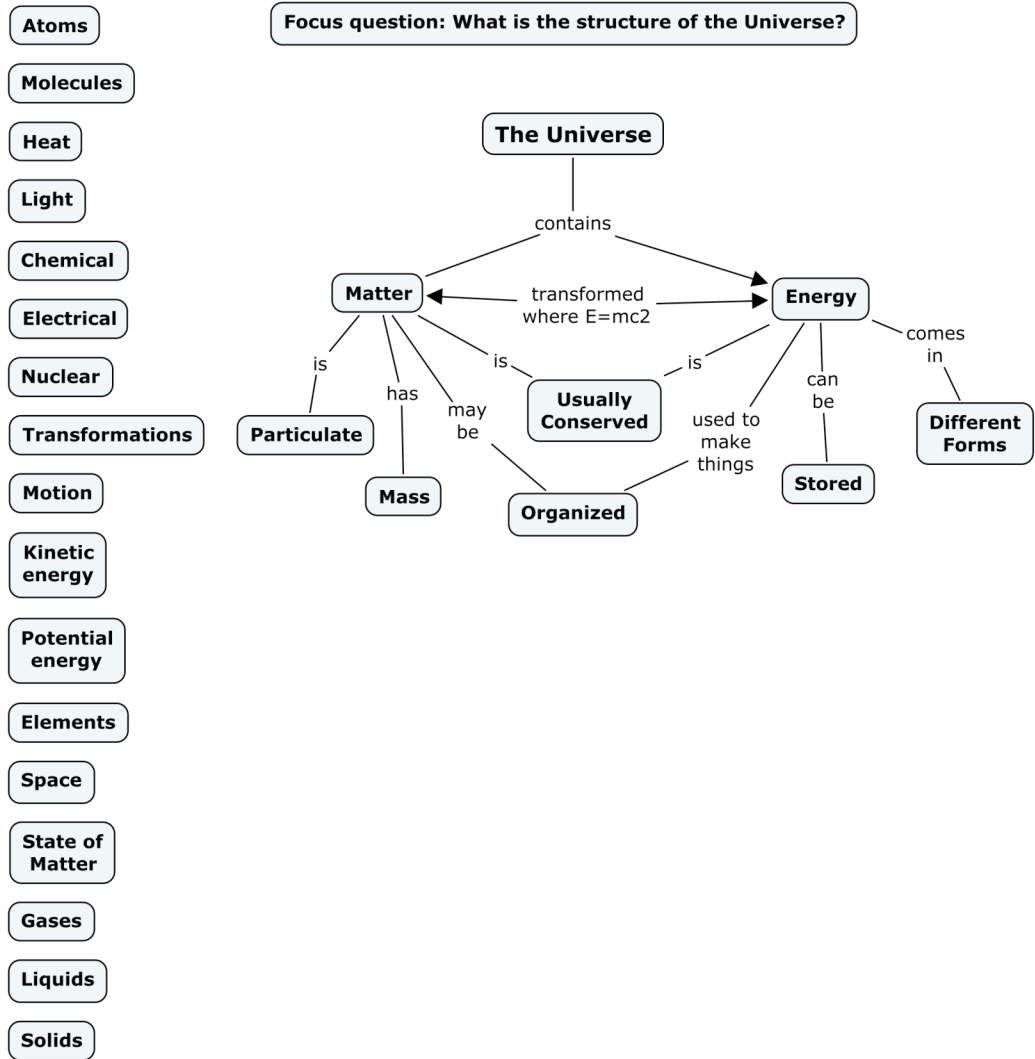 Focus question: What is the structure of the Universe?
Atoms
Molecules
Heat
Light
Chemical
Electrical
Nuclear
Transformations
Motion
Kinetic
energy
Potential
energy
Elements
Space
State of
Matter
Gases
Liquids
Solids
The Universe
contains
Matter
transformed
where E=mc2
Energy
is
has
may
be
is
is
used to
make
things
can
be
comes
in
Particulate
Mass
Usually
Conserved
Organized
Stored
Different
Forms